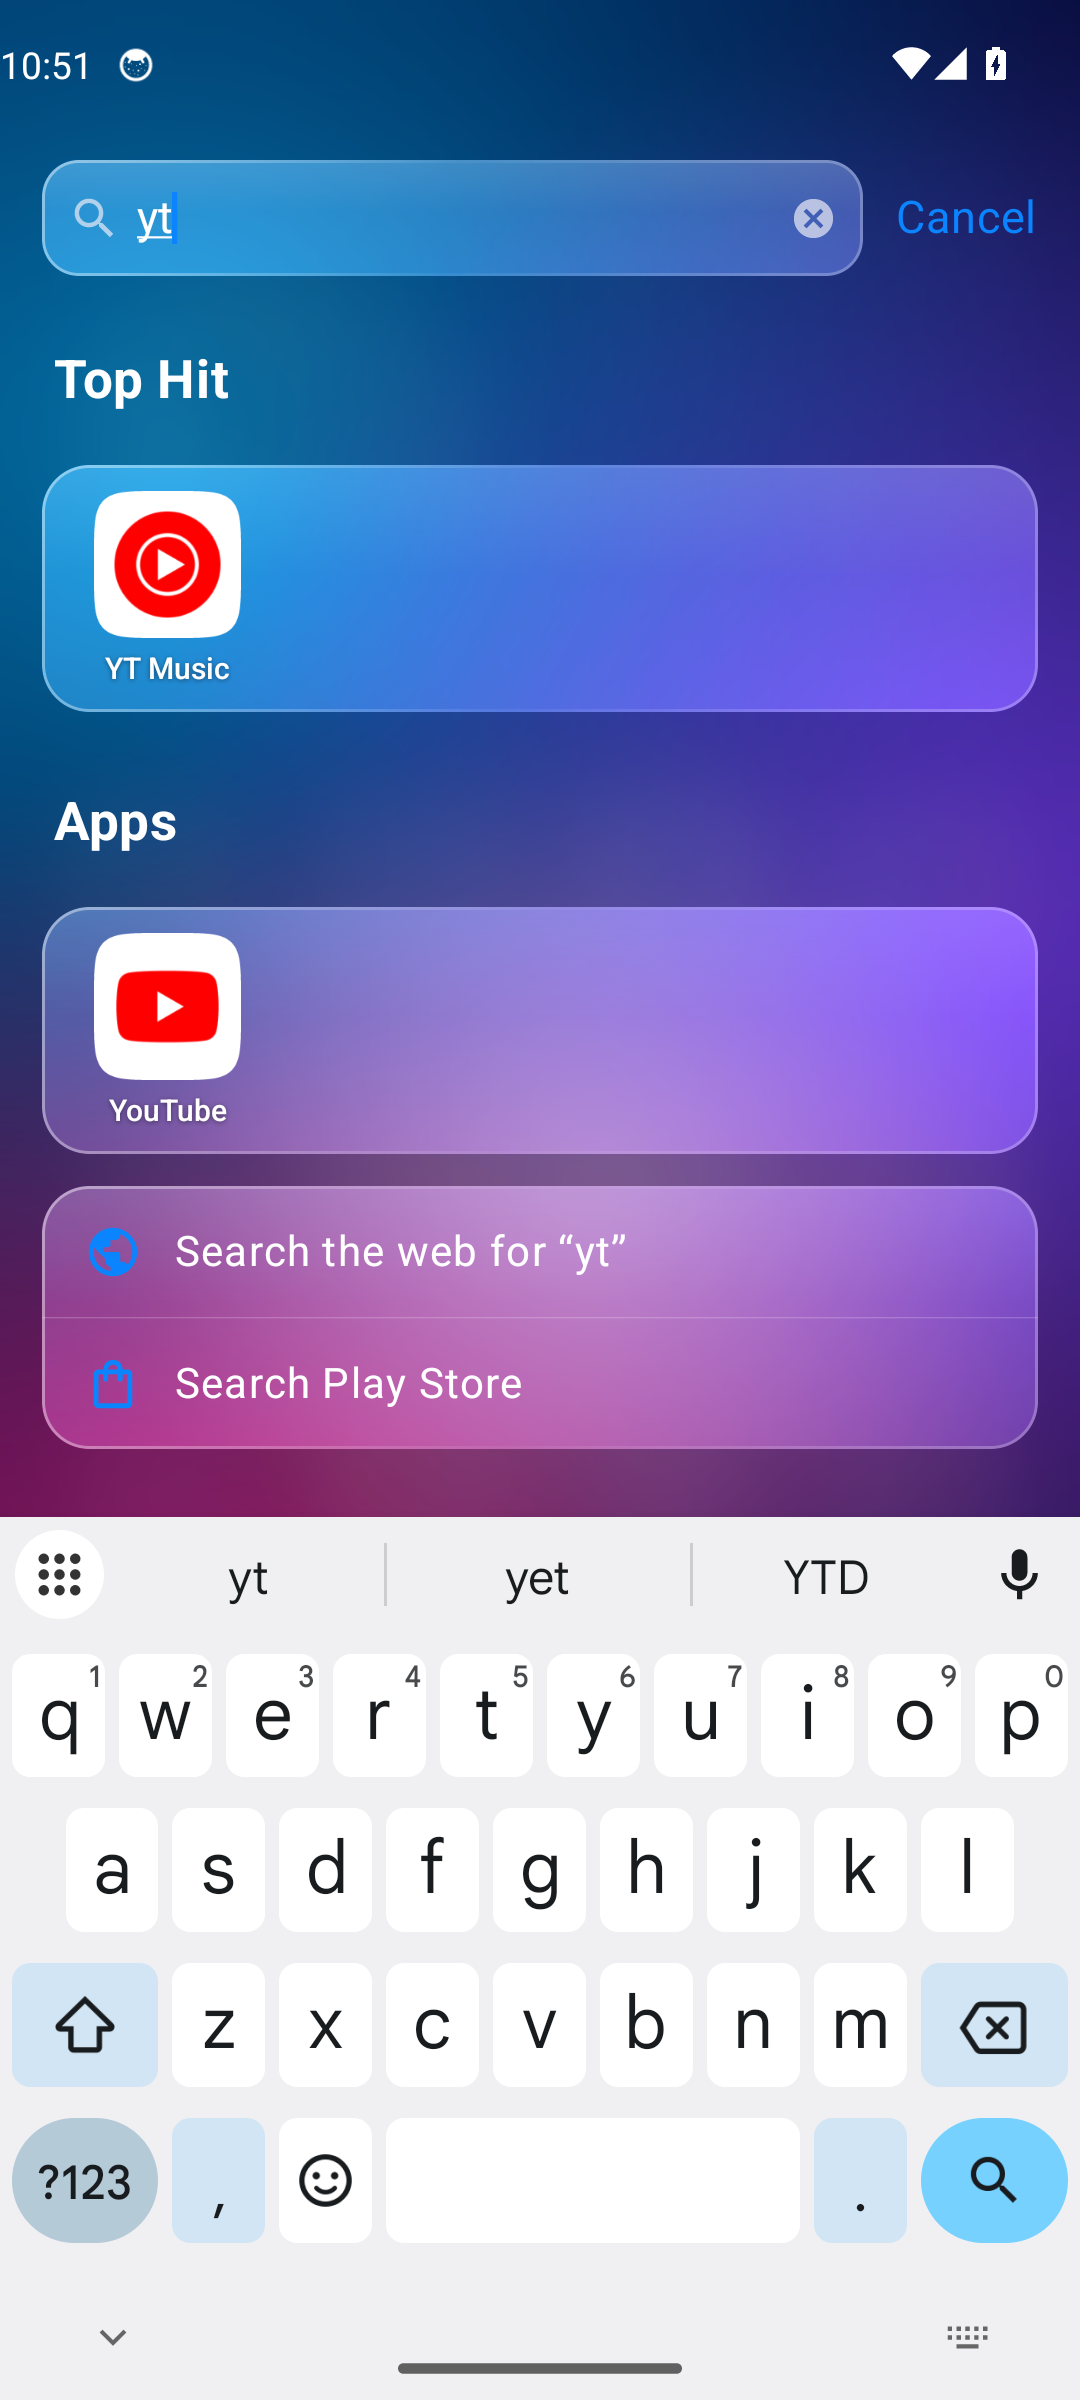 10:51
yt
Cancel
Top Hit
YT Music
Apps
YouTube
Search the web for “yt”
Search Play Store
yt yet YTD
1 2 3 4 5 6 7 8 9 0
q w e r t y u i o p
a s d f g h j k l
z x c v b n m
?123 , .